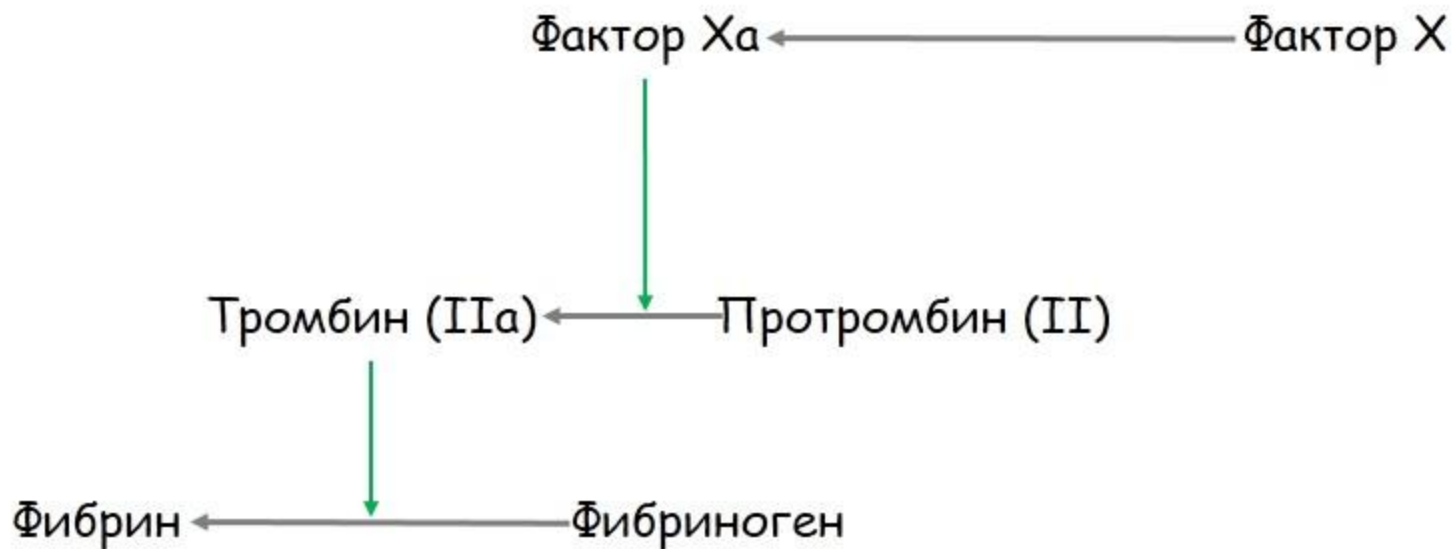 Фактор Xa Фактор X
Тромбин (IIa) Протромбин (II)
Фибрин Фибриноген